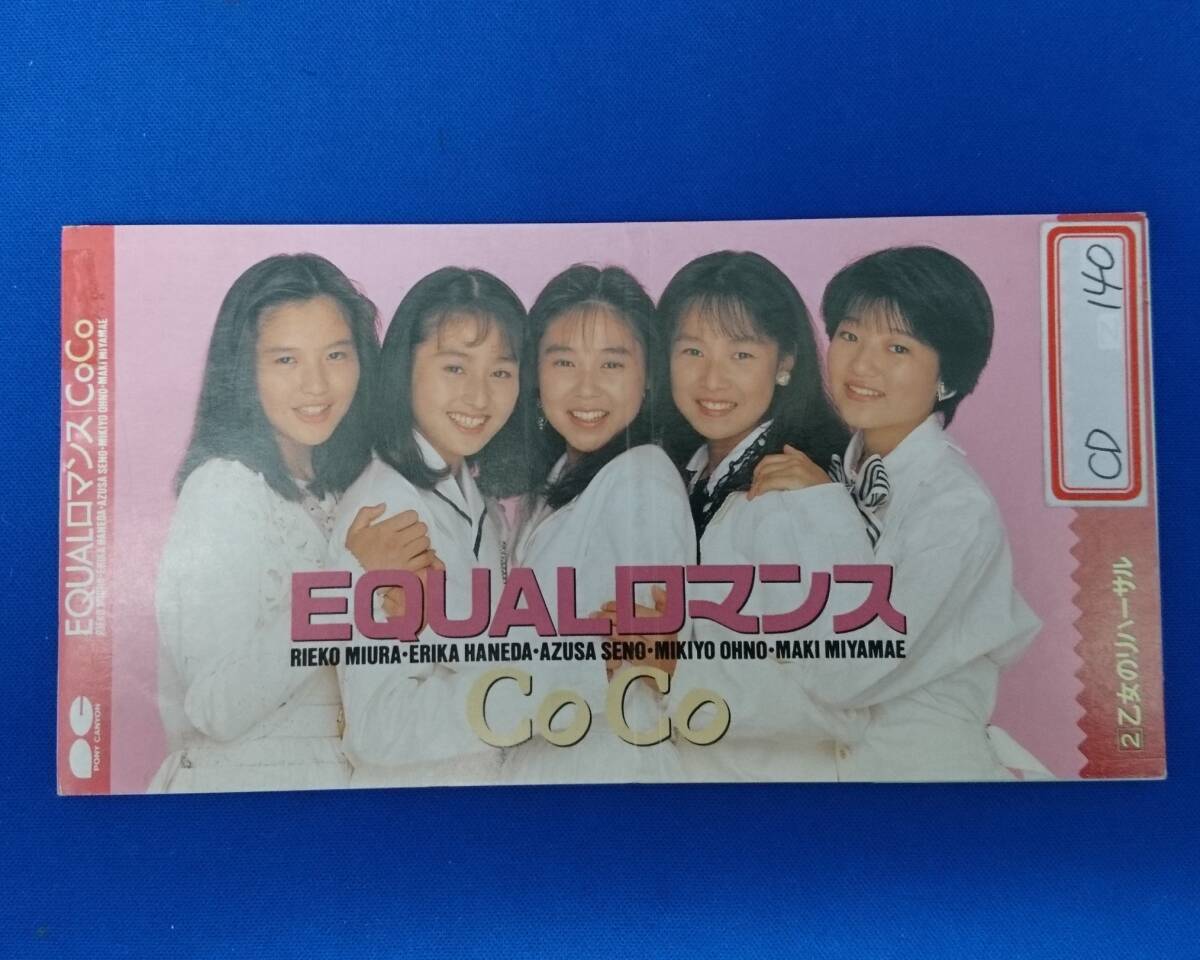 EQUALロマンス CoCo
RIEKO MIURA・ERIKA HANEDA・AZUSA SENO・MIKIYO OHNO・MAKI MIYAMAE
PONY CANYON
EQUALロマンス
RIEKO MIURA・ERIKA HANEDA・AZUSA SENO・MIKIYO OHNO・MAKI MIYAMAE
CoCo
CD 140
2 乙女のリハーサル